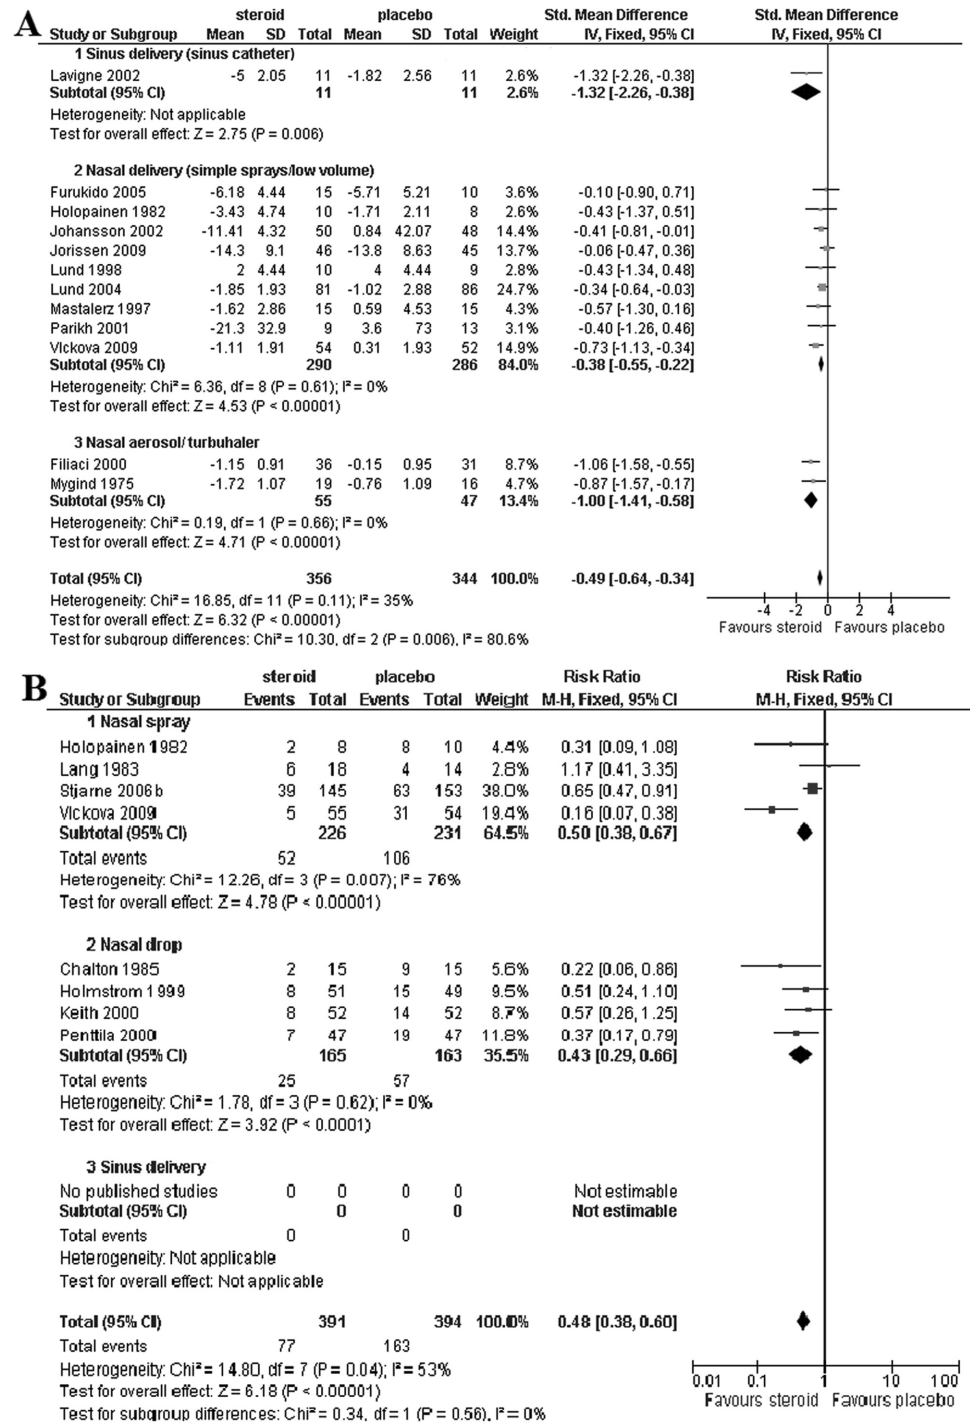 A
steroid placebo Std. Mean Difference Std. Mean Difference
Study or Subgroup Mean SD Total Mean SD Total Weight IV, Fixed, 95% CI IV, Fixed, 95% CI
1 Sinus delivery (sinus catheter)
Lavigne 2002 -5 2.05 11 -1.82 2.56 11 2.6% -1.32 [-2.26, -0.38]
Subtotal (95% CI) 11 11 2.6% -1.32 [-2.26, -0.38]
Heterogeneity: Not applicable
Test for overall effect: Z = 2.75 (P = 0.006)
2 Nasal delivery (simple sprays/low volume)
Furukido 2005 -6.18 4.44 15 -5.71 5.21 10 3.6% -0.10 [-0.90, 0.71]
Holopainen 1982 -3.43 4.74 10 -1.71 2.11 8 2.6% -0.43 [-1.37, 0.51]
Johansson 2002 -11.41 4.32 50 0.84 42.07 48 14.4% -0.41 [-0.81, -0.01]
Jorissen 2009 -14.3 9.1 46 -13.8 8.63 45 13.7% -0.06 [-0.47, 0.36]
Lund 1998 2 4.44 10 4 4.44 9 2.8% -0.43 [-1.34, 0.48]
Lund 2004 -1.85 1.93 81 -1.02 2.88 86 24.7% -0.34 [-0.64, -0.03]
Mastalerz 1997 -1.62 2.86 15 0.59 4.53 15 4.3% -0.57 [-1.30, 0.16]
Parikh 2001 -21.3 32.9 9 3.6 73 13 3.1% -0.40 [-1.26, 0.46]
Vlckova 2009 -1.11 1.91 54 0.31 1.93 52 14.9% -0.73 [-1.13, -0.34]
Subtotal (95% CI) 290 286 84.0% -0.38 [-0.55, -0.22]
Heterogeneity: Chi² = 6.36, df = 8 (P = 0.61); I² = 0%
Test for overall effect: Z = 4.53 (P < 0.00001)
3 Nasal aerosol/ turbuhaler
Filiaci 2000 -1.15 0.91 36 -0.15 0.95 31 8.7% -1.06 [-1.58, -0.55]
Mygind 1975 -1.72 1.07 19 -0.76 1.09 16 4.7% -0.87 [-1.57, -0.17]
Subtotal (95% CI) 55 47 13.4% -1.00 [-1.41, -0.58]
Heterogeneity: Chi² = 0.19, df = 1 (P = 0.66); I² = 0%
Test for overall effect: Z = 4.71 (P < 0.00001)
Total (95% CI) 356 344 100.0% -0.49 [-0.64, -0.34]
Heterogeneity: Chi² = 16.85, df = 11 (P = 0.11); I² = 35%
Test for overall effect: Z = 6.32 (P < 0.00001)
Test for subgroup differences: Chi² = 10.30, df = 2 (P = 0.006), I² = 80.6%
-4 -2 0 2 4
Favours steroid Favours placebo
B
steroid placebo Risk Ratio Risk Ratio
Study or Subgroup Events Total Events Total Weight M-H, Fixed, 95% CI M-H, Fixed, 95% CI
1 Nasal spray
Holopainen 1982 2 8 8 10 4.4% 0.31 [0.09, 1.08]
Lang 1983 6 18 4 14 2.8% 1.17 [0.41, 3.35]
Stjarne 2006b 39 145 63 153 38.0% 0.65 [0.47, 0.91]
Vlckova 2009 5 55 31 54 19.4% 0.16 [0.07, 0.38]
Subtotal (95% CI) 226 231 64.5% 0.50 [0.38, 0.67]
Total events 52 106
Heterogeneity: Chi² = 12.26, df = 3 (P = 0.007); I² = 76%
Test for overall effect: Z = 4.78 (P < 0.00001)
2 Nasal drop
Chalton 1985 2 15 9 15 5.6% 0.22 [0.06, 0.86]
Holmstrom 1999 8 51 15 49 9.5% 0.51 [0.24, 1.10]
Keith 2000 8 52 14 52 8.7% 0.57 [0.26, 1.25]
Penttila 2000 7 47 19 47 11.8% 0.37 [0.17, 0.79]
Subtotal (95% CI) 165 163 35.5% 0.43 [0.29, 0.66]
Total events 25 57
Heterogeneity: Chi² = 1.78, df = 3 (P = 0.62); I² = 0%
Test for overall effect: Z = 3.92 (P < 0.0001)
3 Sinus delivery
No published studies 0 0 0 0 Not estimable
Subtotal (95% CI) 0 0 Not estimable
Total events 0 0
Heterogeneity: Not applicable
Test for overall effect: Not applicable
Total (95% CI) 391 394 100.0% 0.48 [0.38, 0.60]
Total events 77 163
Heterogeneity: Chi² = 14.80, df = 7 (P = 0.04); I² = 53%
Test for overall effect: Z = 6.18 (P < 0.00001)
Test for subgroup differences: Chi² = 0.34, df = 1 (P = 0.56), I² = 0%
0.01 0.1 1 10 100
Favours steroid Favours placebo